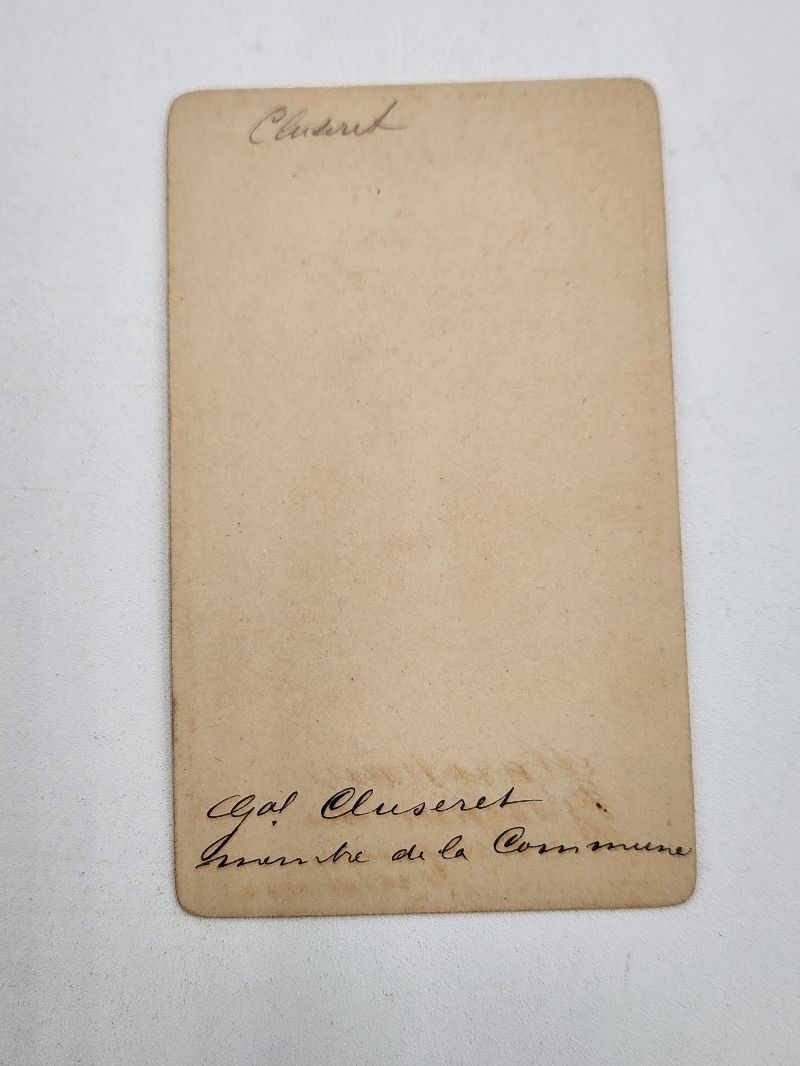 Cluseret
Gal Cluseret
membre de la Commune